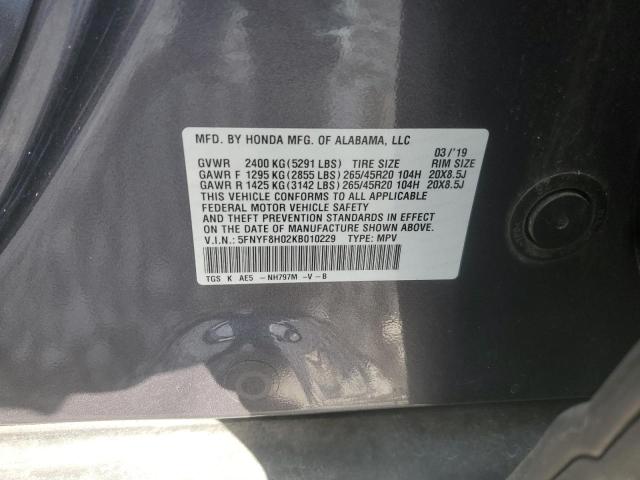 MFD. BY HONDA MFG. OF ALABAMA, LLC
03/'19
GVWR 2400 KG (5291 LBS) TIRE SIZE RIM SIZE
GAWR F 1295 KG (2855 LBS) 265/45R20 104H 20X8.5J
GAWR R 1425 KG (3142 LBS) 265/45R20 104H 20X8.5J
THIS VEHICLE CONFORMS TO ALL APPLICABLE
FEDERAL MOTOR VEHICLE SAFETY
AND THEFT PREVENTION STANDARDS IN EFFECT
ON THE DATE OF MANUFACTURE SHOWN ABOVE.
V.I.N.: 5FNYF8H02KB010229 TYPE: MPV
TGS K AE5 -NH797M -V-B